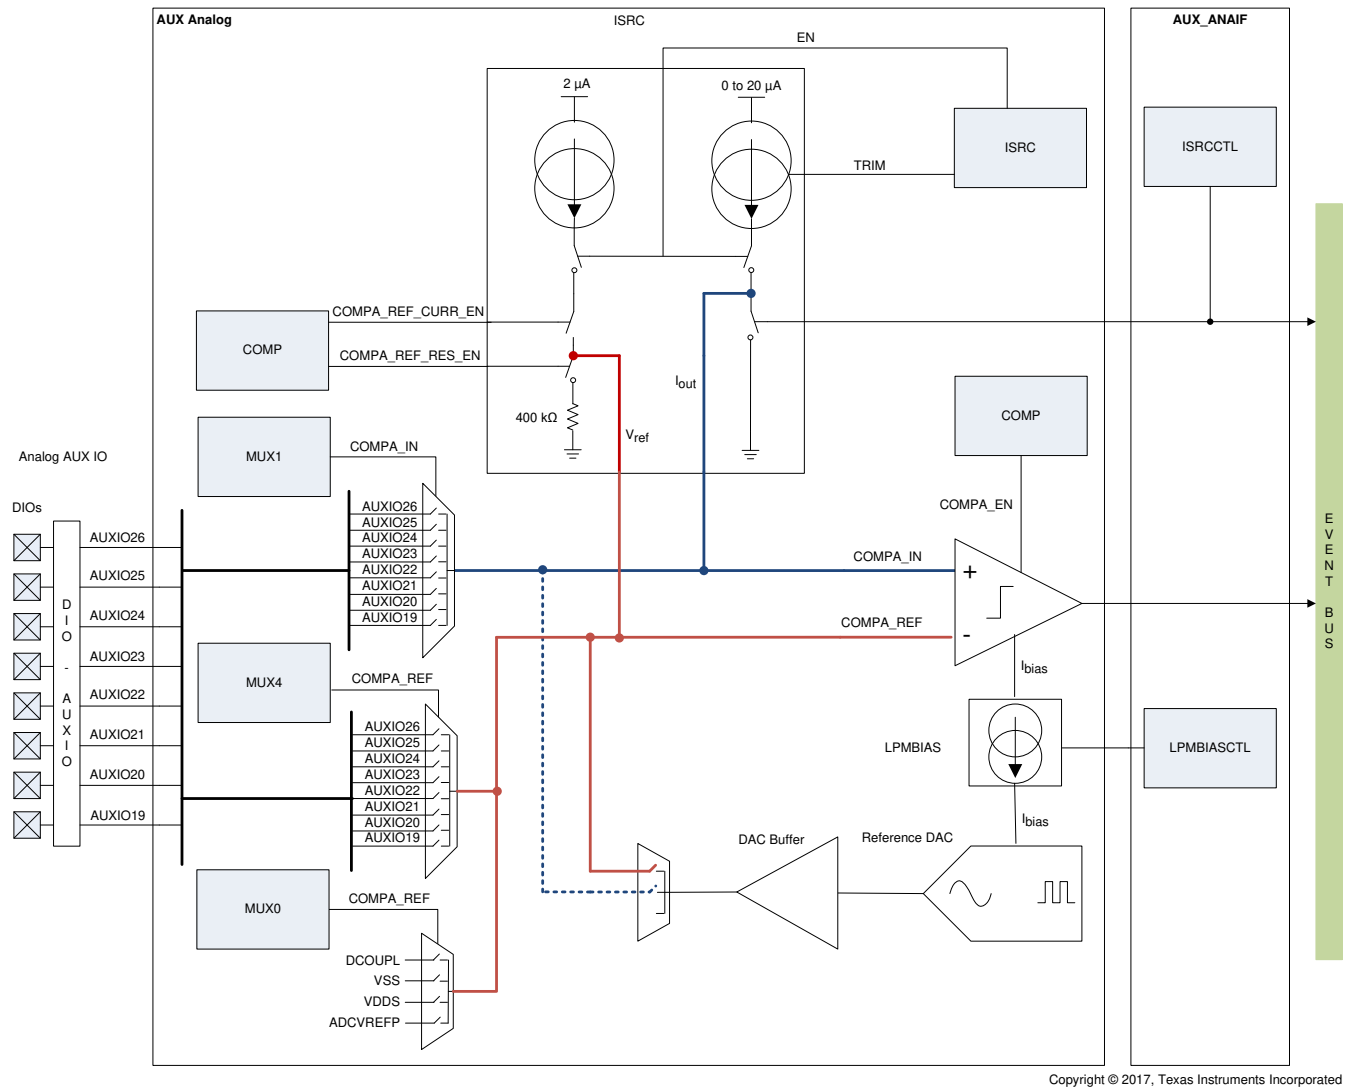 AUX Analog
ISRC
AUX_ANAIF
EN
2 µA
0 to 20 µA
ISRC
ISRCCTL
TRIM
COMP
COMPA_REF_CURR_EN
COMPA_REF_RES_EN
Iout
400 kΩ
Vref
COMP
COMPA_EN
MUX1
COMPA_IN
Analog AUX IO
DIOs
AUXIO26
AUXIO25
AUXIO24
AUXIO23
AUXIO22
AUXIO21
AUXIO20
AUXIO19
DIO - AUXIO
AUXIO26
AUXIO25
AUXIO24
AUXIO23
AUXIO22
AUXIO21
AUXIO20
AUXIO19
COMPA_IN
+
COMPA_REF
-
EVENT BUS
Ibias
MUX4
COMPA_REF
AUXIO26
AUXIO25
AUXIO24
AUXIO23
AUXIO22
AUXIO21
AUXIO20
AUXIO19
LPMBIAS
LPMBIASCTL
Ibias
DAC Buffer
Reference DAC
MUX0
COMPA_REF
DCOUPL
VSS
VDDS
ADCVREFP
Copyright © 2017, Texas Instruments Incorporated